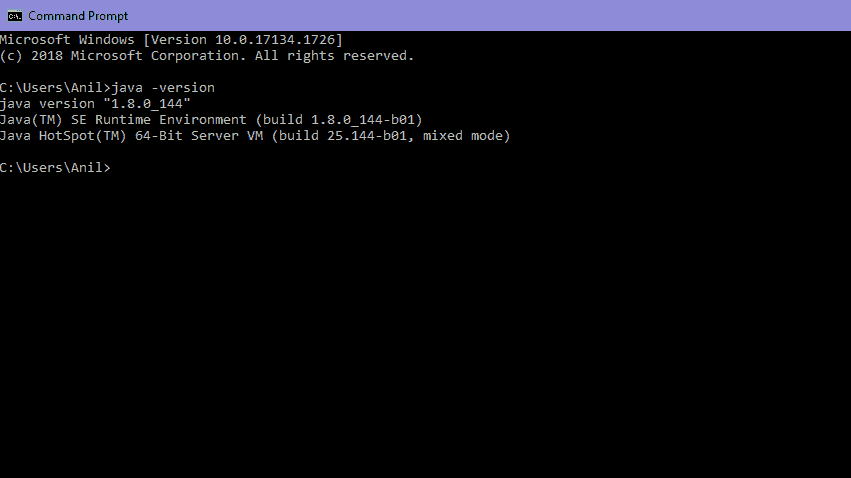 Command Prompt
Microsoft Windows [Version 10.0.17134.1726]
(c) 2018 Microsoft Corporation. All rights reserved.
C:\Users\Anil>java -version
java version "1.8.0_144"
Java(TM) SE Runtime Environment (build 1.8.0_144-b01)
Java HotSpot(TM) 64-Bit Server VM (build 25.144-b01, mixed mode)
C:\Users\Anil>